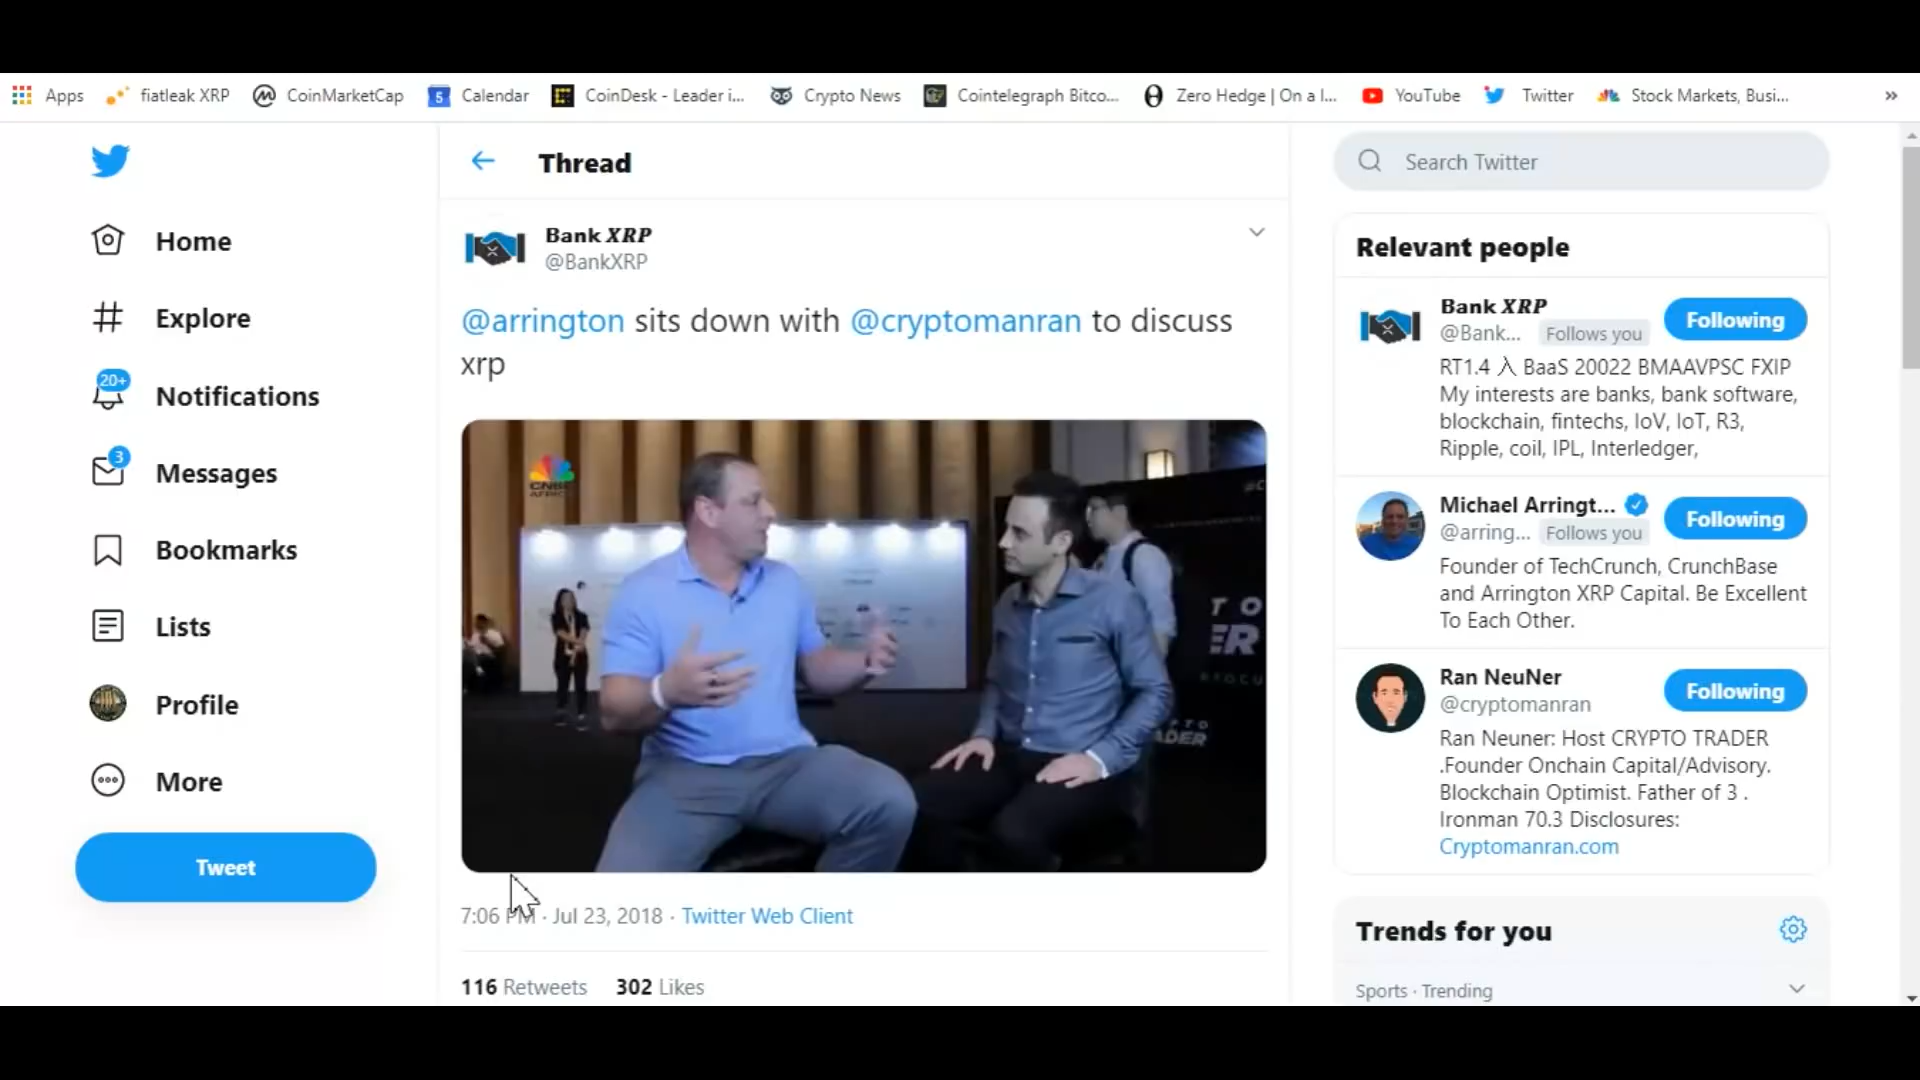 Apps fiatleak XRP CoinMarketCap 5 Calendar CoinDesk - Leader i... Crypto News Cointelegraph Bitco... Zero Hedge | On a l... YouTube Twitter Stock Markets, Busi... »
Thread
Search Twitter
Home
Explore
20+
Notifications
3
Messages
Bookmarks
Lists
Profile
More
Tweet
Bank XRP
@BankXRP
@arrington sits down with @cryptomanran to discuss
xrp
CNBC
AFRICA
TO
ER
ADER
7:06 PM · Jul 23, 2018 · Twitter Web Client
116 Retweets 302 Likes
Relevant people
Bank XRP
@Bank... Follows you
Following
RT1.4 入 BaaS 20022 BMAAVPSC FXIP
My interests are banks, bank software,
blockchain, fintechs, IoV, IoT, R3,
Ripple, coil, IPL, Interledger,
Michael Arringt...
@arring... Follows you
Following
Founder of TechCrunch, CrunchBase
and Arrington XRP Capital. Be Excellent
To Each Other.
Ran NeuNer
@cryptomanran
Following
Ran Neuner: Host CRYPTO TRADER
.Founder Onchain Capital/Advisory.
Blockchain Optimist. Father of 3 .
Ironman 70.3 Disclosures:
Cryptomanran.com
Trends for you
Sports · Trending